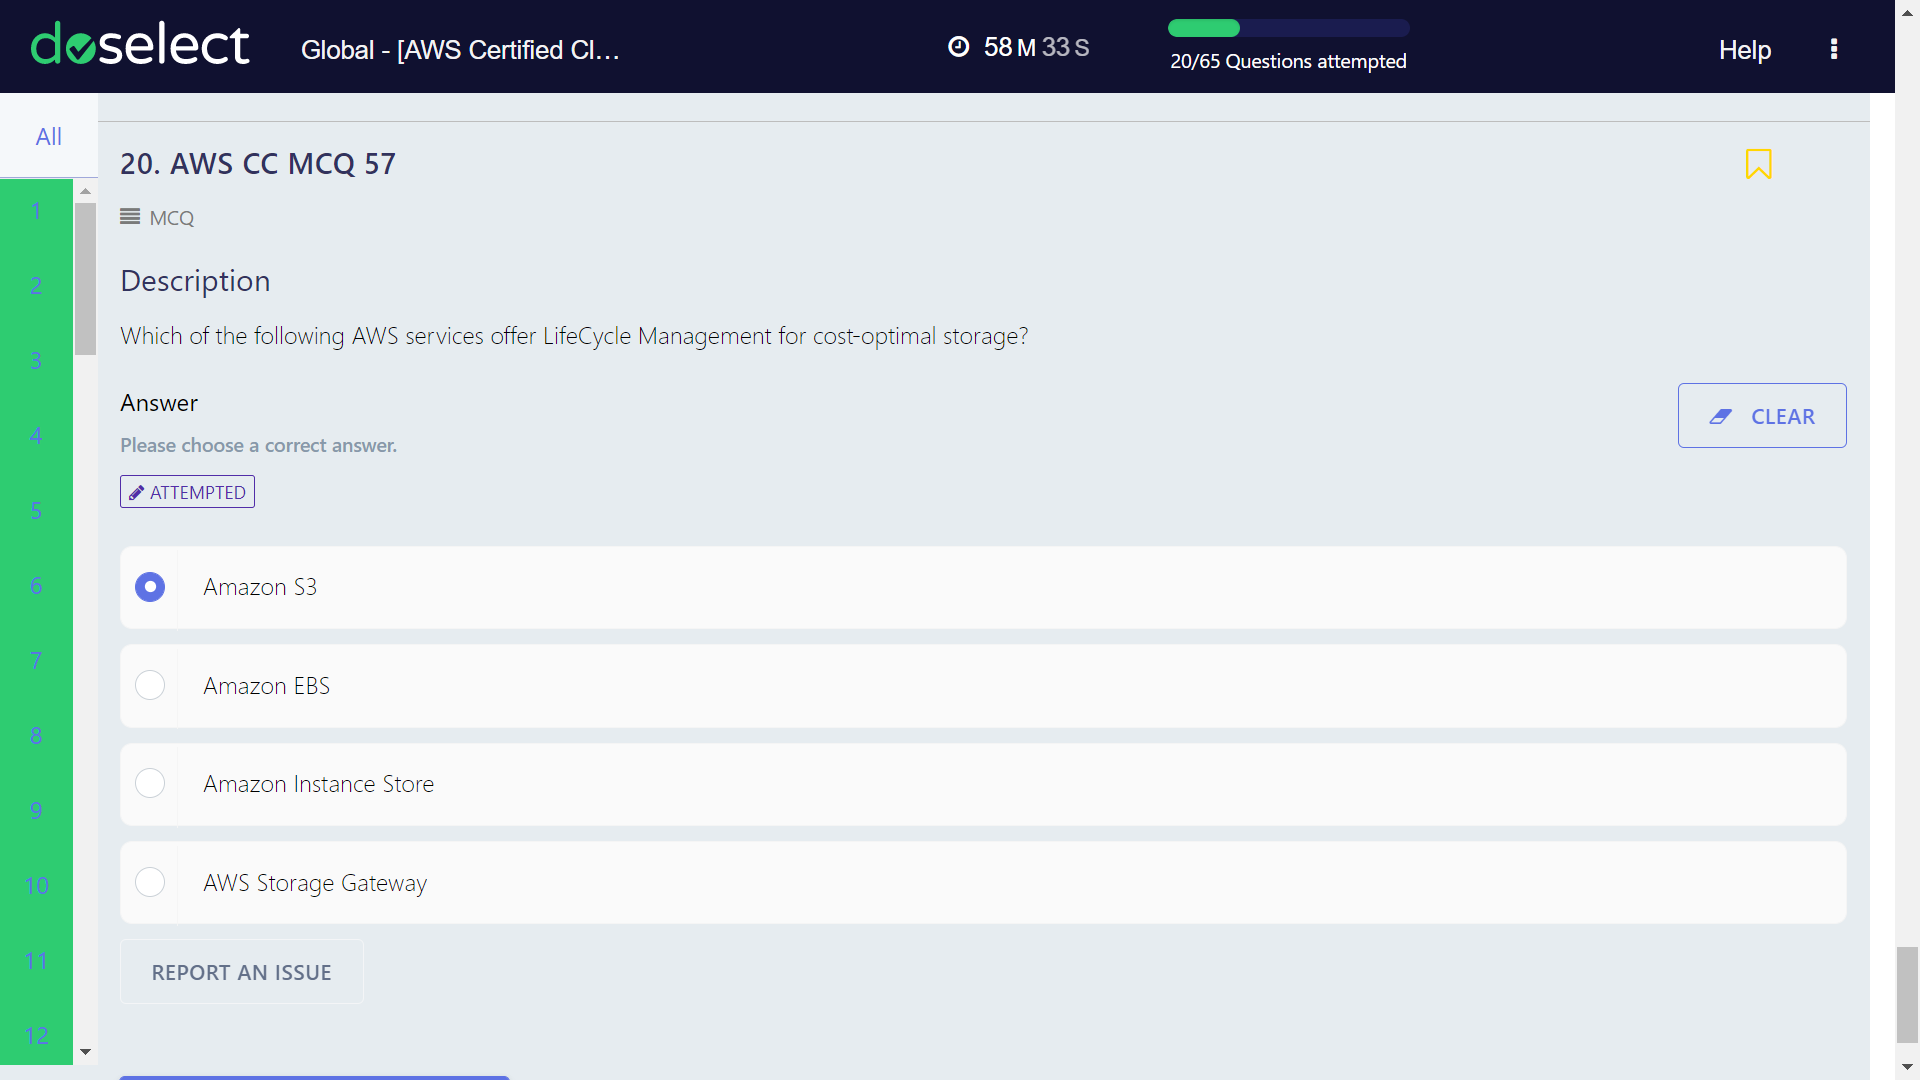 doselect
Global - [AWS Certified Cl...
58 M 33 S
20/65 Questions attempted
Help
All
1
2
3
4
5
6
7
8
9
10
11
12
20. AWS CC MCQ 57
MCQ
Description
Which of the following AWS services offer LifeCycle Management for cost-optimal storage?
Answer
Please choose a correct answer.
CLEAR
ATTEMPTED
Amazon S3
Amazon EBS
Amazon Instance Store
AWS Storage Gateway
REPORT AN ISSUE